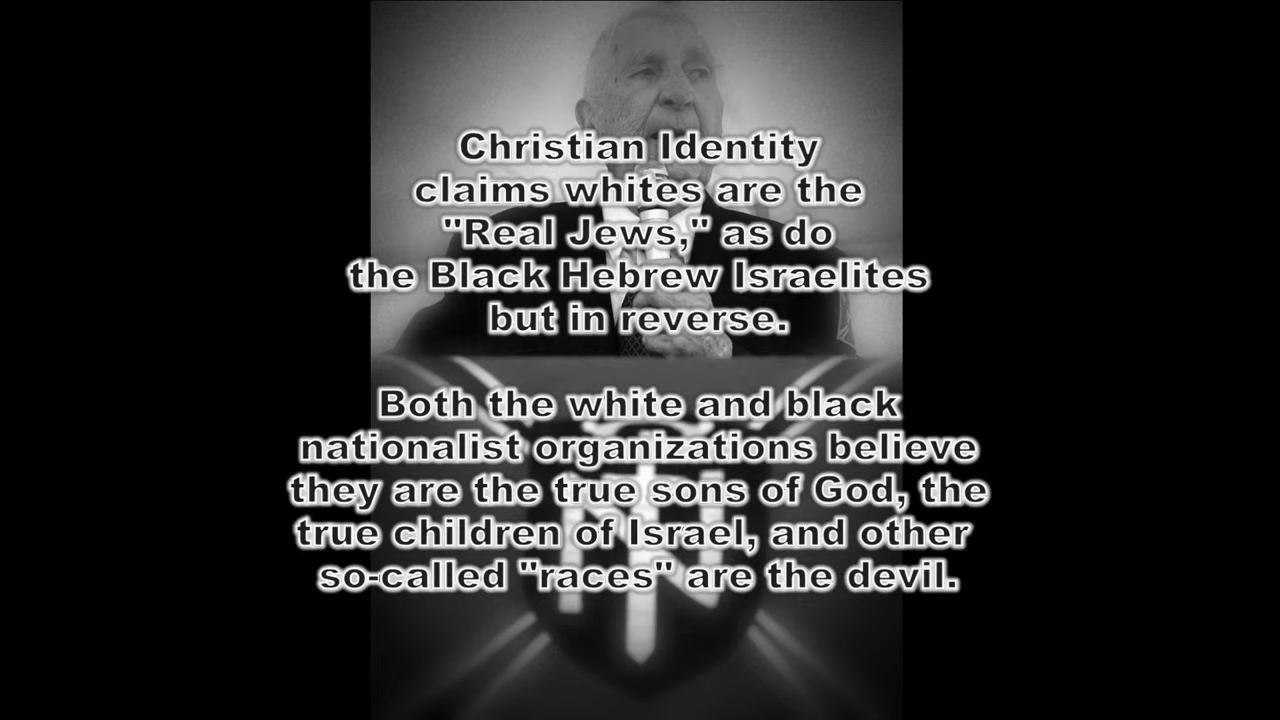 Christian Identity
claims whites are the
"Real Jews," as do
the Black Hebrew Israelites
but in reverse.
Both the white and black
nationalist organizations believe
they are the true sons of God, the
true children of Israel, and other
so-called "races" are the devil.